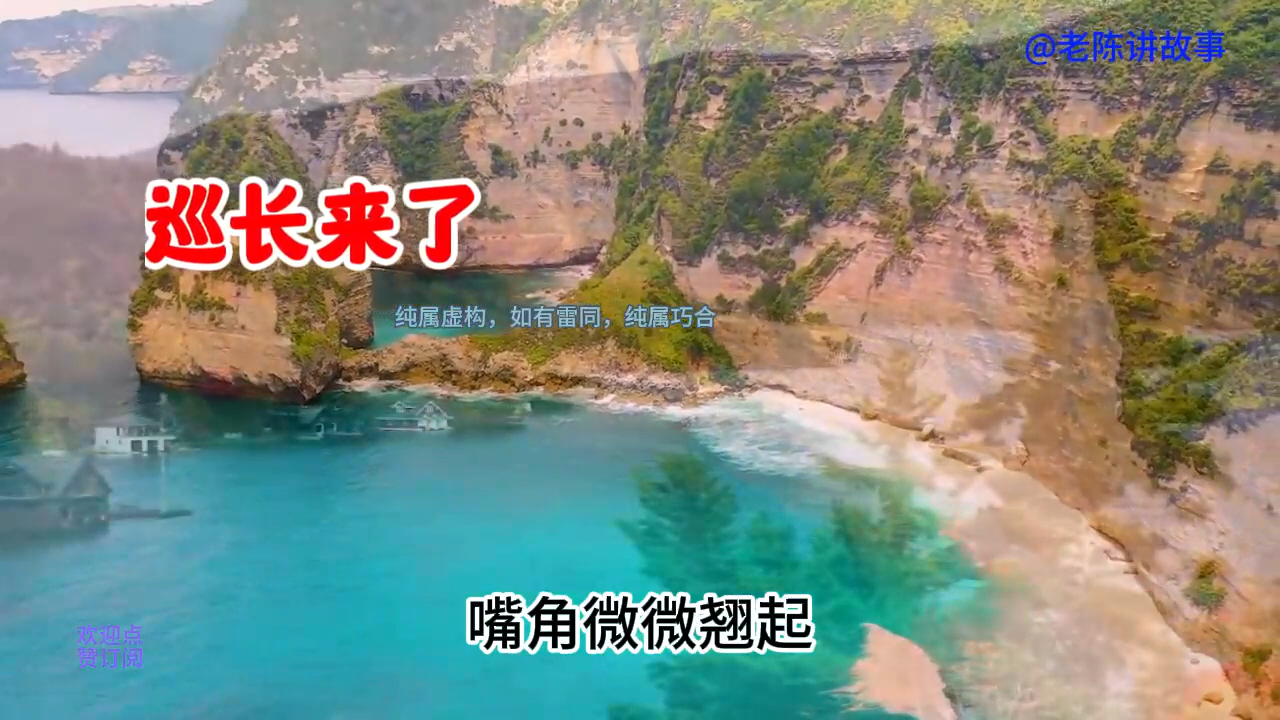 @老陈讲故事
巡长来了
纯属虚构，如有雷同，纯属巧合
嘴角微微翘起
欢迎点
赞订阅